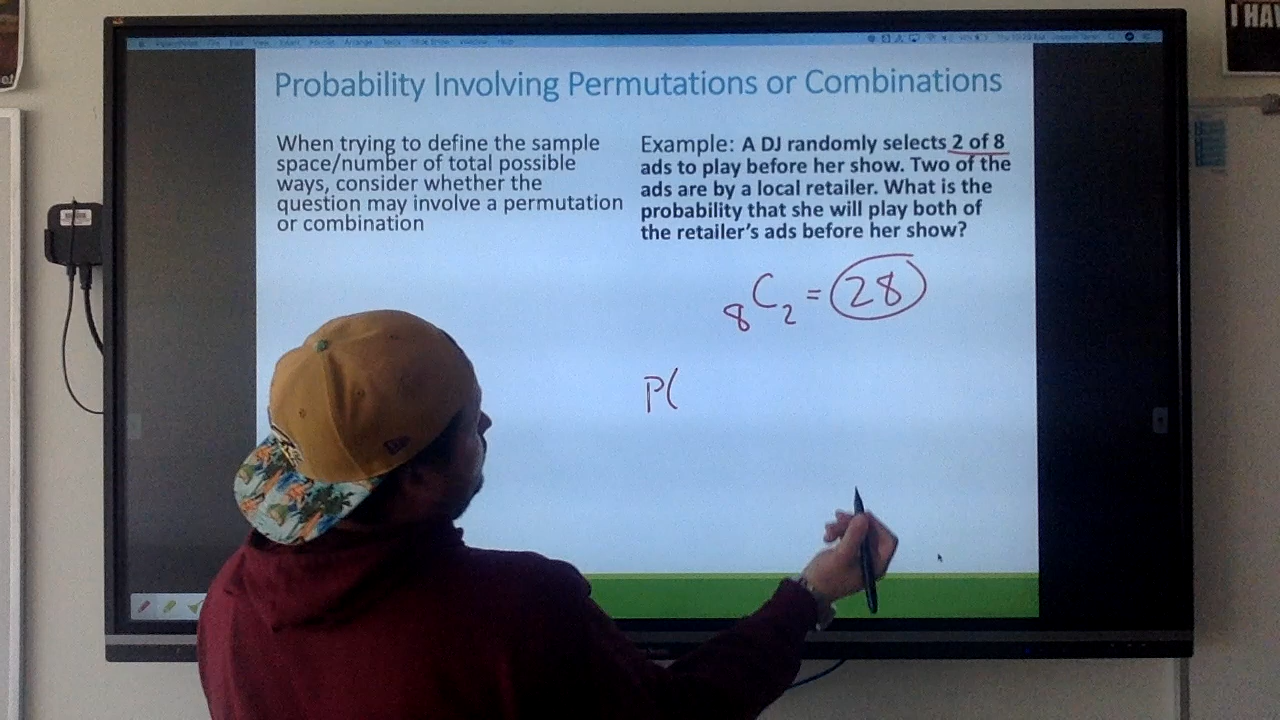 I HAV
Probability Involving Permutations or Combinations
When trying to define the sample
space/number of total possible
ways, consider whether the
question may involve a permutation
or combination
Example: A DJ randomly selects 2 of 8
ads to play before her show. Two of the
ads are by a local retailer. What is the
probability that she will play both of
the retailer's ads before her show?
8C2 = 28
P(